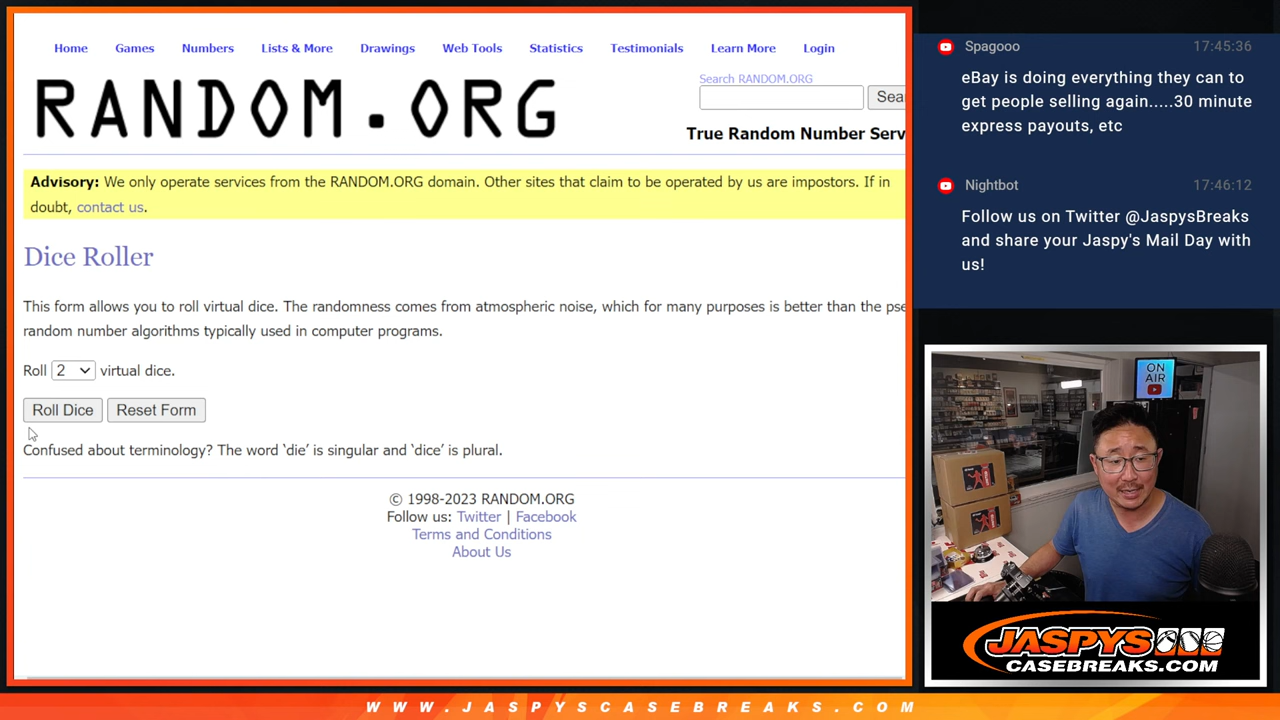 Home Games Numbers Lists & More Drawings Web Tools Statistics Testimonials Learn More Login
RANDOM.ORG
Search RANDOM.ORG
Sea
True Random Number Serv
Advisory: We only operate services from the RANDOM.ORG domain. Other sites that claim to be operated by us are impostors. If in
doubt, contact us.
Dice Roller
This form allows you to roll virtual dice. The randomness comes from atmospheric noise, which for many purposes is better than the pse
random number algorithms typically used in computer programs.
Roll 2 virtual dice.
Roll Dice Reset Form
Confused about terminology? The word ‘die’ is singular and ‘dice’ is plural.
© 1998-2023 RANDOM.ORG
Follow us: Twitter | Facebook
Terms and Conditions
About Us
Spagooo 17:45:36
eBay is doing everything they can to
get people selling again.....30 minute
express payouts, etc
Nightbot 17:46:12
Follow us on Twitter @JaspysBreaks
and share your Jaspy's Mail Day with
us!
ON
AIR
JASPYS
CASEBREAKS.COM
WWW.JASPYSCASEBREAKS.COM